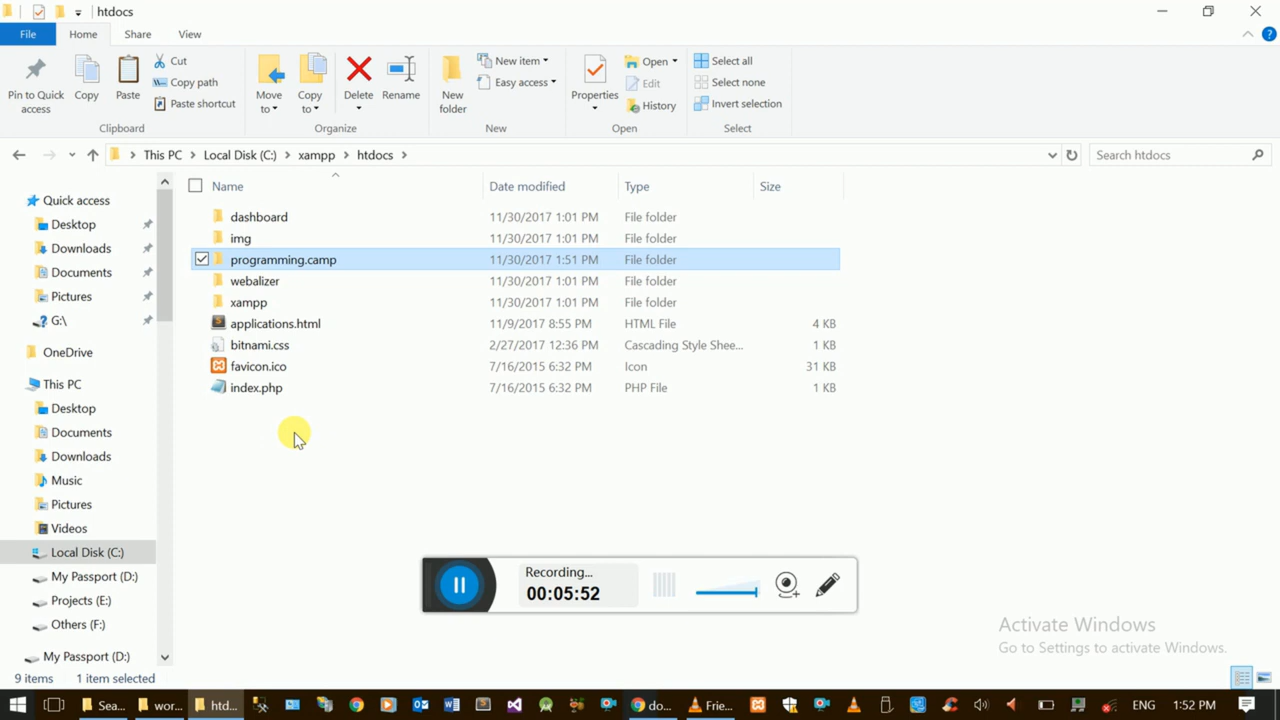 htdocs
File Home Share View
Pin to Quick access
Copy
Paste
Cut
Copy path
Paste shortcut
Clipboard
Move to
Copy to
Delete
Rename
Organize
New folder
New item
Easy access
New
Properties
Open
Edit
History
Open
Select all
Select none
Invert selection
Select
This PC > Local Disk (C:) > xampp > htdocs >
Search htdocs
Quick access
Desktop
Downloads
Documents
Pictures
G:\
OneDrive
This PC
Desktop
Documents
Downloads
Music
Pictures
Videos
Local Disk (C:)
My Passport (D:)
Projects (E:)
Others (F:)
My Passport (D:)
Name Date modified Type Size
dashboard 11/30/2017 1:01 PM File folder
img 11/30/2017 1:01 PM File folder
programming.camp 11/30/2017 1:51 PM File folder
webalizer 11/30/2017 1:01 PM File folder
xampp 11/30/2017 1:01 PM File folder
applications.html 11/9/2017 8:55 PM HTML File 4 KB
bitnami.css 2/27/2017 12:36 PM Cascading Style Shee... 1 KB
favicon.ico 7/16/2015 6:32 PM Icon 31 KB
index.php 7/16/2015 6:32 PM PHP File 1 KB
Recording...
00:05:52
Activate Windows
Go to Settings to activate Windows.
9 items 1 item selected
Sea... wor... htd... do... Frie... ENG 1:52 PM